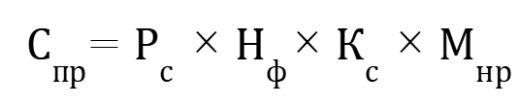 Спр = Рс × Нф × Кс × Мнр